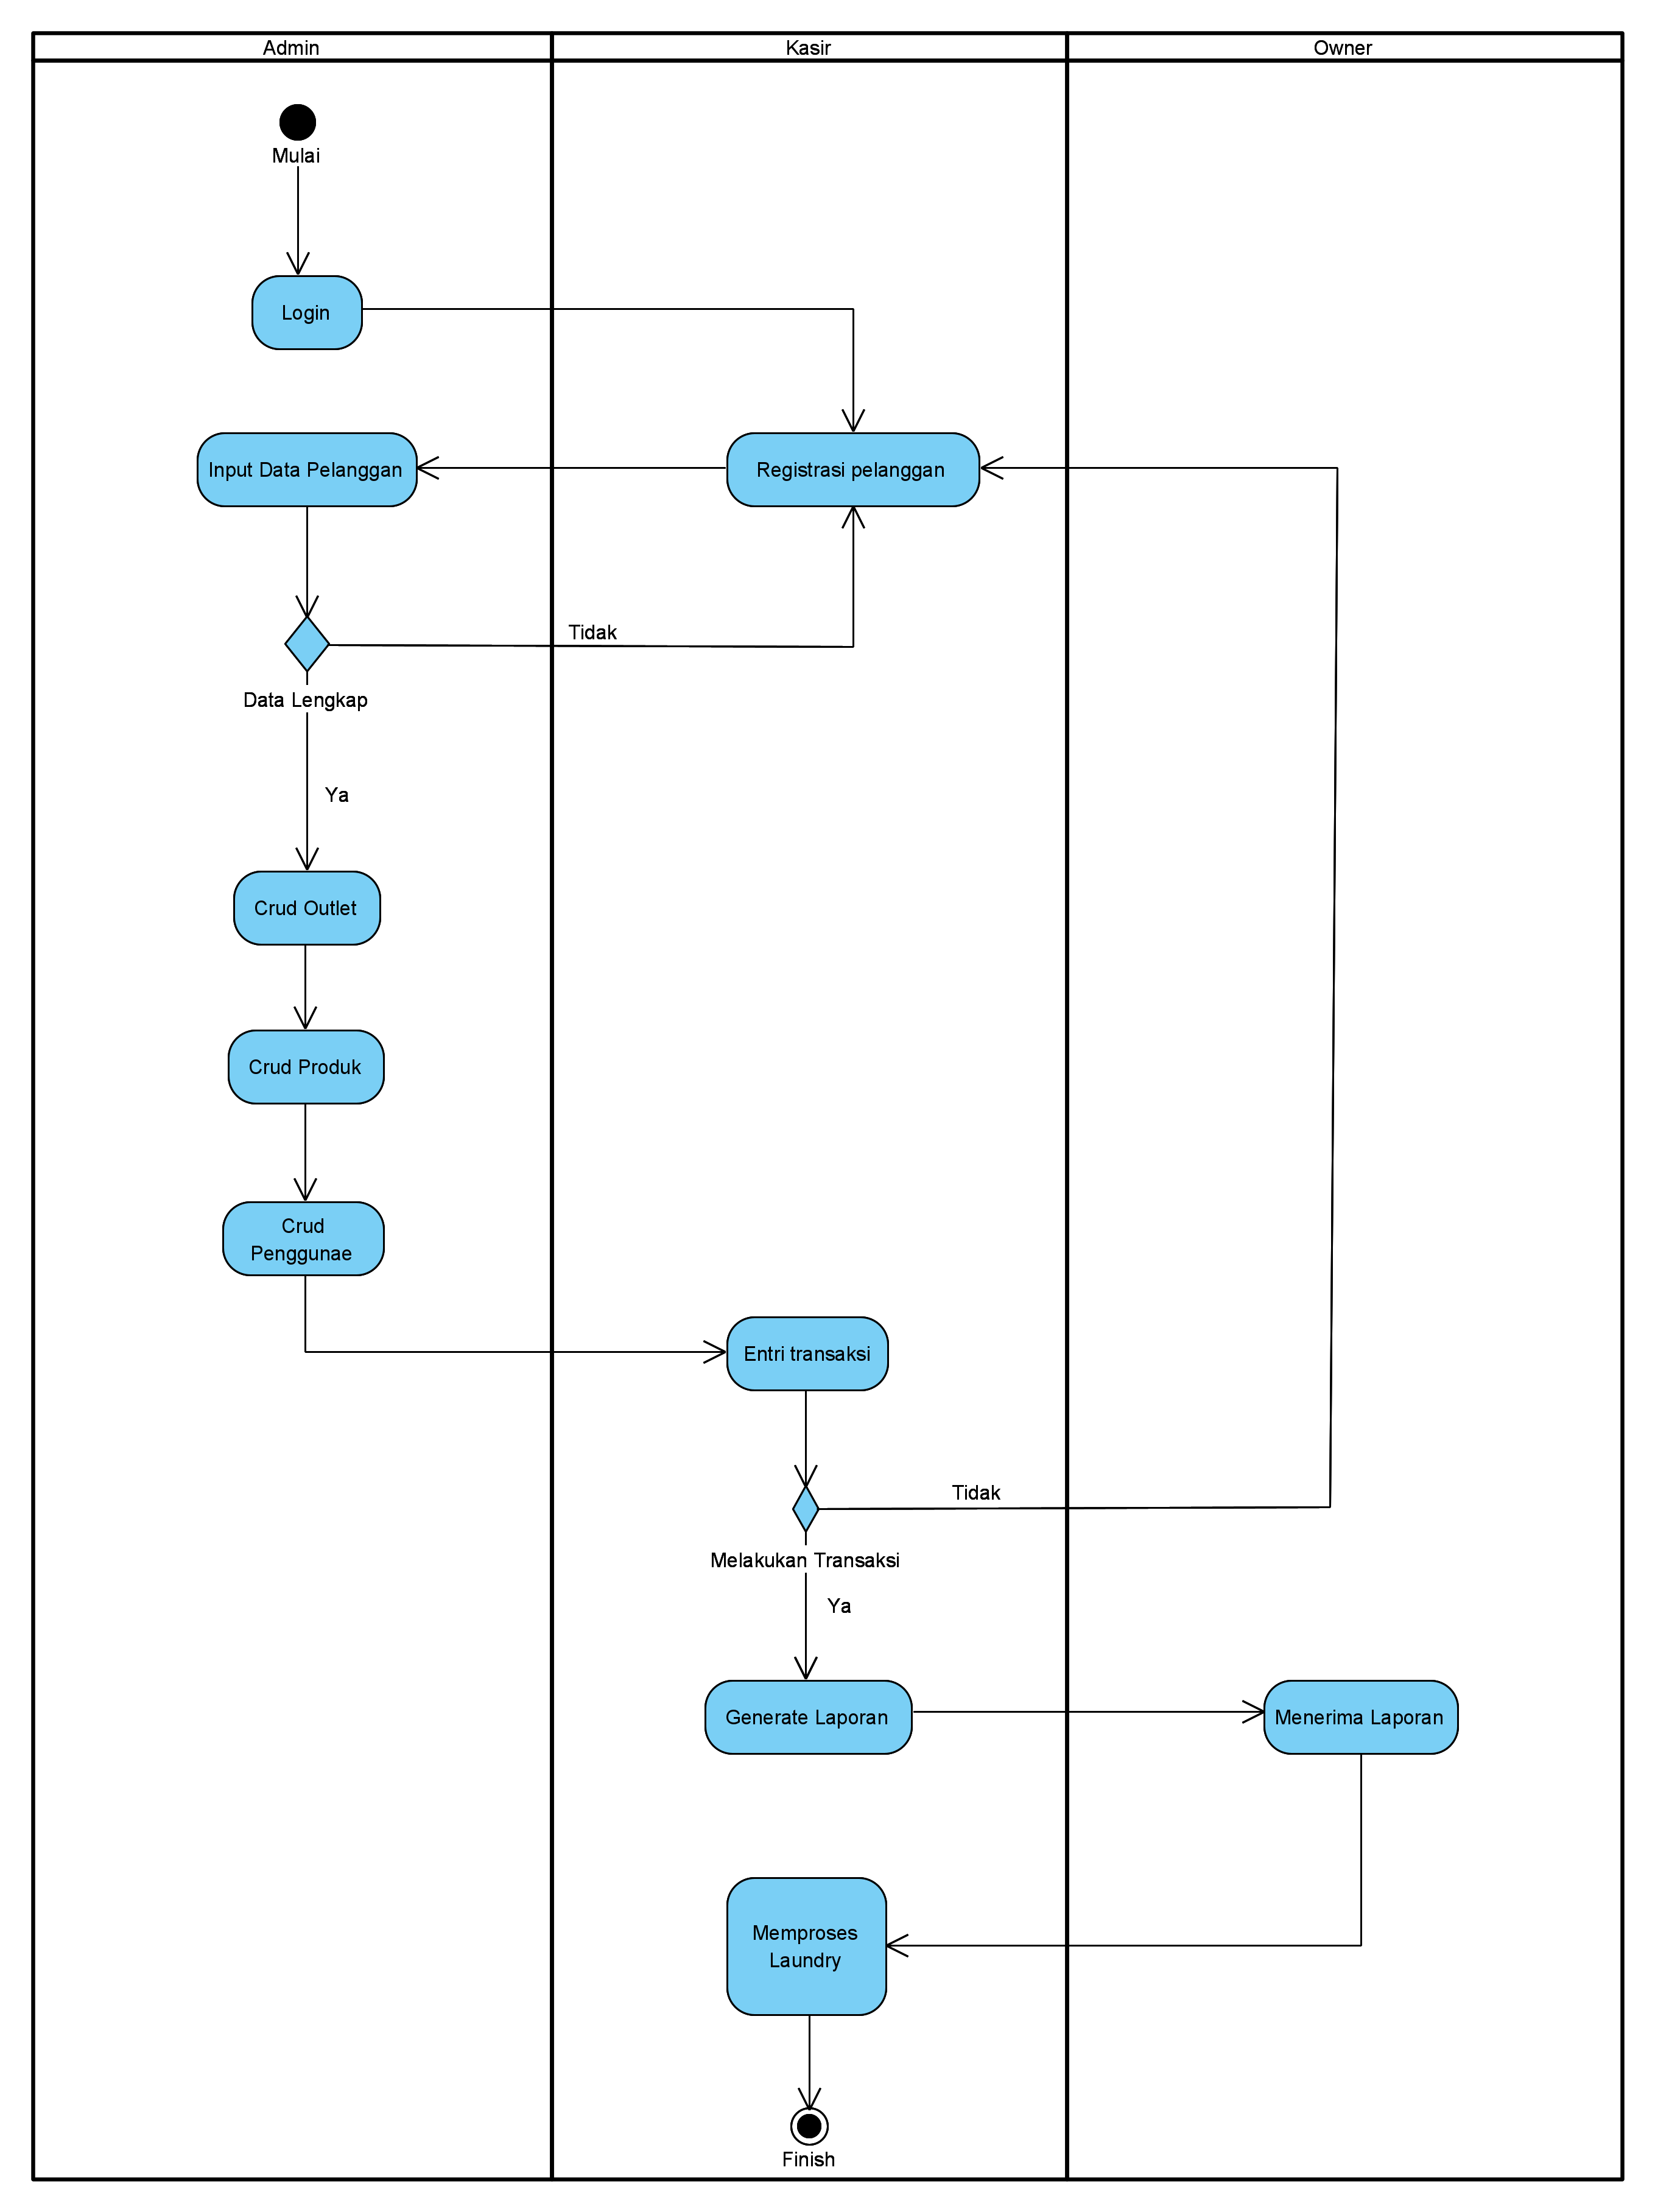 Admin
Kasir
Owner
Mulai
Login
Input Data Pelanggan
Registrasi pelanggan
Tidak
Data Lengkap
Ya
Crud Outlet
Crud Produk
Crud
Penggunae
Entri transaksi
Tidak
Melakukan Transaksi
Ya
Generate Laporan
Menerima Laporan
Memproses
Laundry
Finish